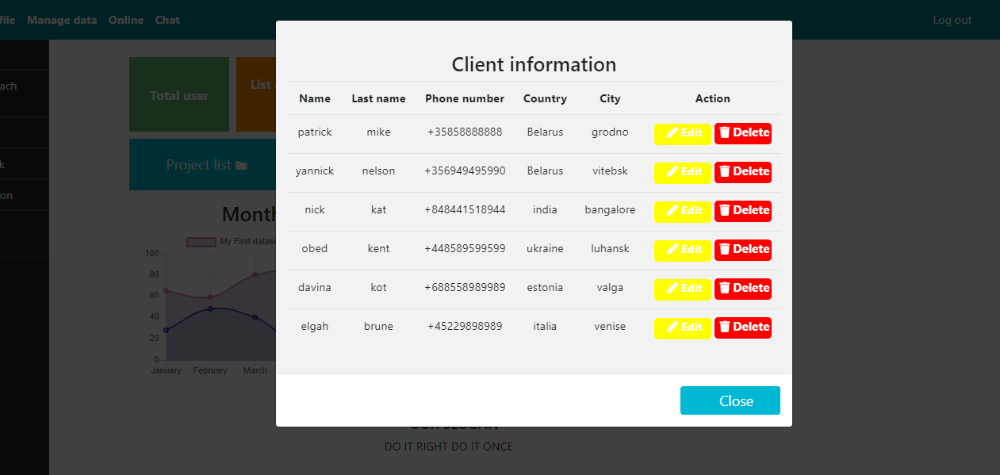 file Manage data Online Chat Log out
ach
k
on
Total user
List
Project list
Month
My First datase
100
80
60
40
20
0
January February March
Client information
Name Last name Phone number Country City Action
patrick mike +35858888888 Belarus grodno Edit Delete
yannick nelson +356949495990 Belarus vitebsk Edit Delete
nick kat +848441518944 india bangalore Edit Delete
obed kent +448589599599 ukraine luhansk Edit Delete
davina kot +688558989989 estonia valga Edit Delete
elgah brune +45229898989 italia venise Edit Delete
Close
OUR SLOGAN
DO IT RIGHT DO IT ONCE